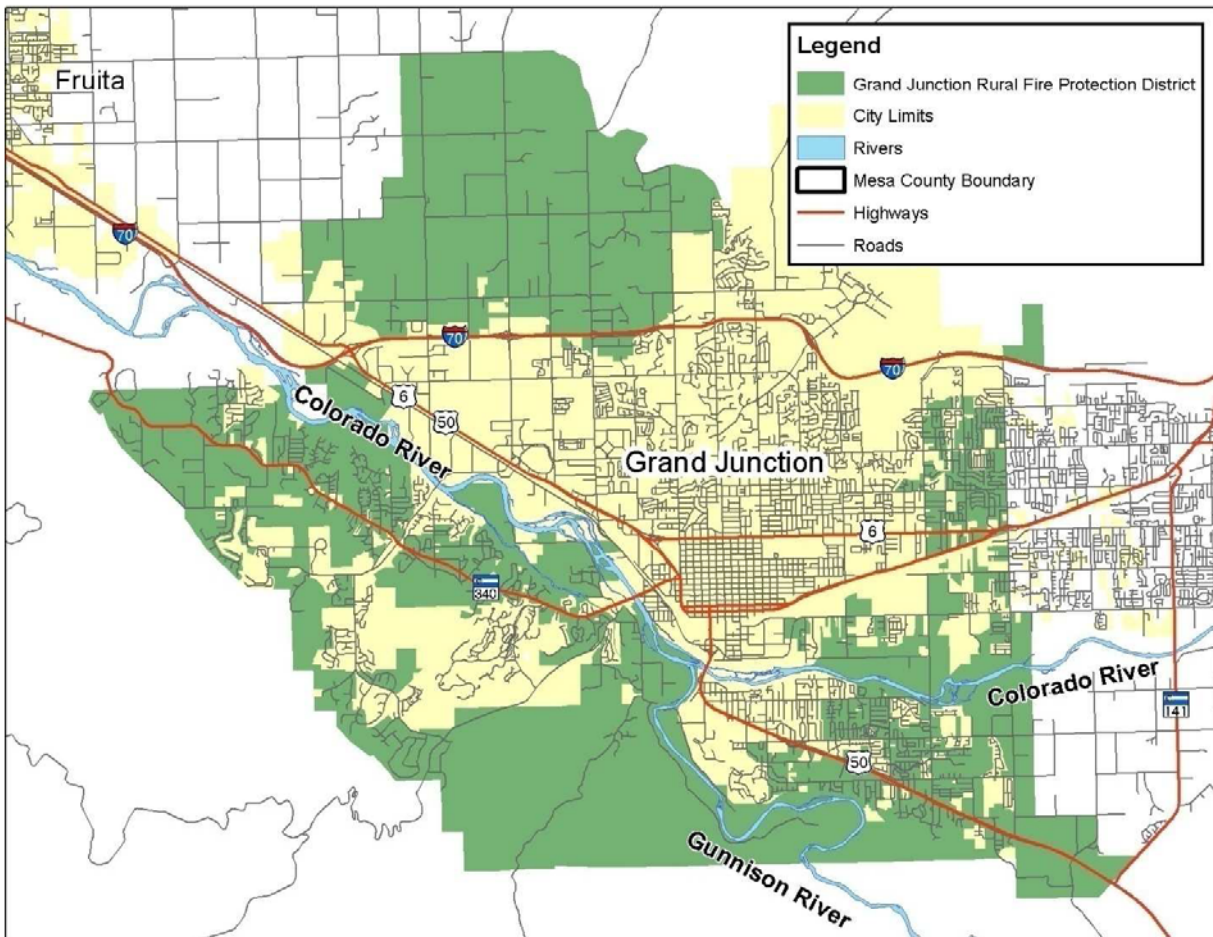 Legend
Grand Junction Rural Fire Protection District
City Limits
Rivers
Mesa County Boundary
Highways
Roads
Fruita
70
70
70
Colorado River
6
50
Grand Junction
6
340
Colorado River
141
50
Gunnison River